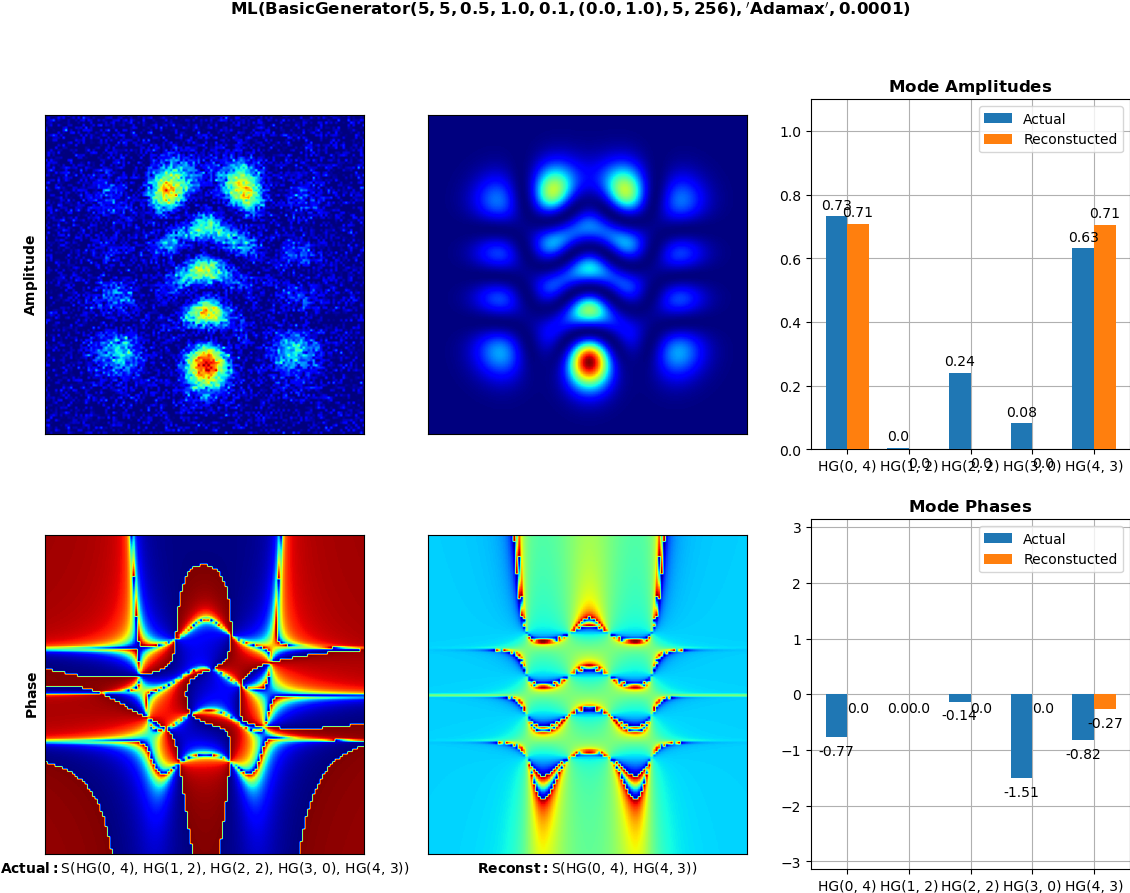 ML(BasicGenerator(5, 5, 0.5, 1.0, 0.1, (0.0, 1.0), 5, 256), 'Adamax', 0.0001)
Amplitude
Mode Amplitudes
Actual
Reconstucted
1.0
0.8
0.6
0.4
0.2
0.0
0.73
0.71
0.0
0.0
0.24
0.0
0.08
0.0
0.63
0.71
HG(0, 4)
HG(1, 2)
HG(2, 2)
HG(3, 0)
HG(4, 3)
Phase
Actual: S(HG(0, 4), HG(1, 2), HG(2, 2), HG(3, 0), HG(4, 3))
Reconst: S(HG(0, 4), HG(4, 3))
Mode Phases
Actual
Reconstucted
3
2
1
0
−1
−2
−3
-0.77
0.0
0.0
0.0
-0.14
0.0
-1.51
0.0
-0.82
-0.27
HG(0, 4)
HG(1, 2)
HG(2, 2)
HG(3, 0)
HG(4, 3)